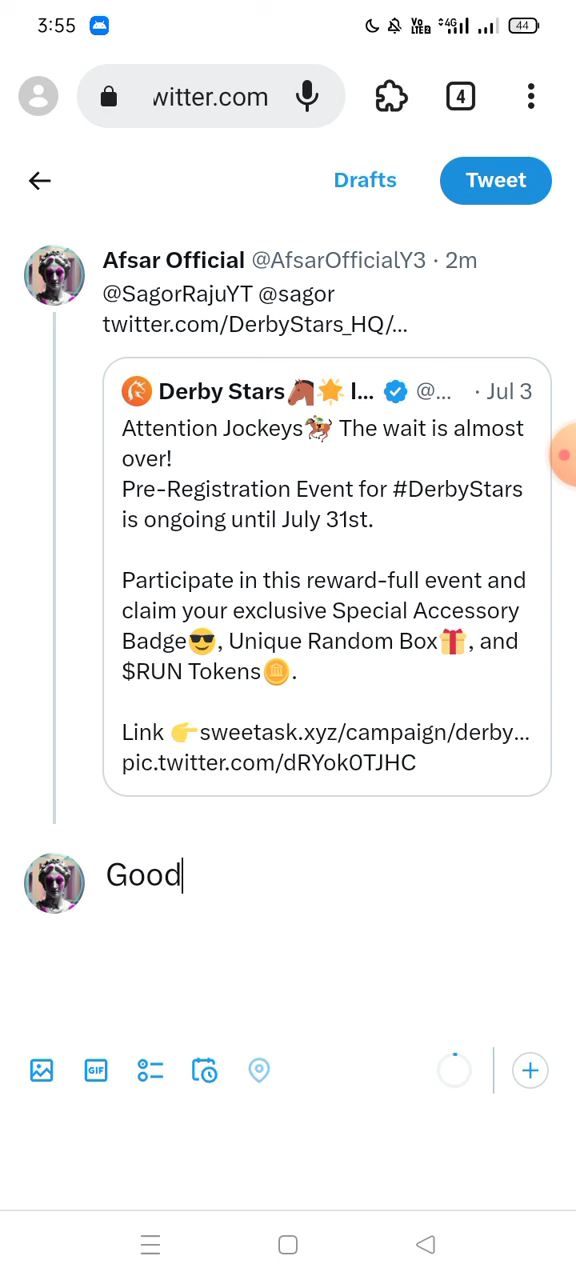 3:55 Vo LTE2 4G 44
witter.com 4
Drafts Tweet
Afsar Official @AfsarOfficialY3 · 2m
@SagorRajuYT @sagor
twitter.com/DerbyStars_HQ/...
Derby Stars🐴🌟 l... @... · Jul 3
Attention Jockeys🏇 The wait is almost
over!
Pre-Registration Event for #DerbyStars
is ongoing until July 31st.
Participate in this reward-full event and
claim your exclusive Special Accessory
Badge😎, Unique Random Box🎁, and
$RUN Tokens🪙.
Link 👉sweetask.xyz/campaign/derby...
pic.twitter.com/dRYok0TJHC
Good
GIF